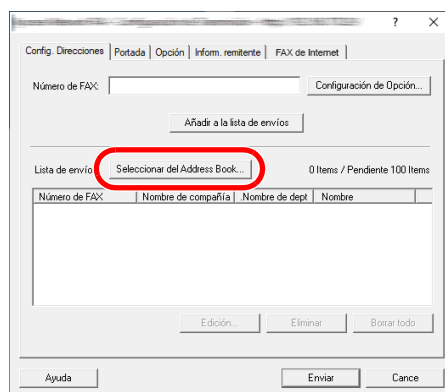 ? X
Config. Direcciones Portada Opción Inform. remitente FAX de Internet
Número de FAX: Configuración de Opción...
Añadir a la lista de envíos
Lista de envío Seleccionar del Address Book... 0 Items / Pendiente 100 Items
Número de FAX Nombre de compañía .Nombre de dept Nombre
Edición... Eliminar Borrar todo
Ayuda Enviar Cance